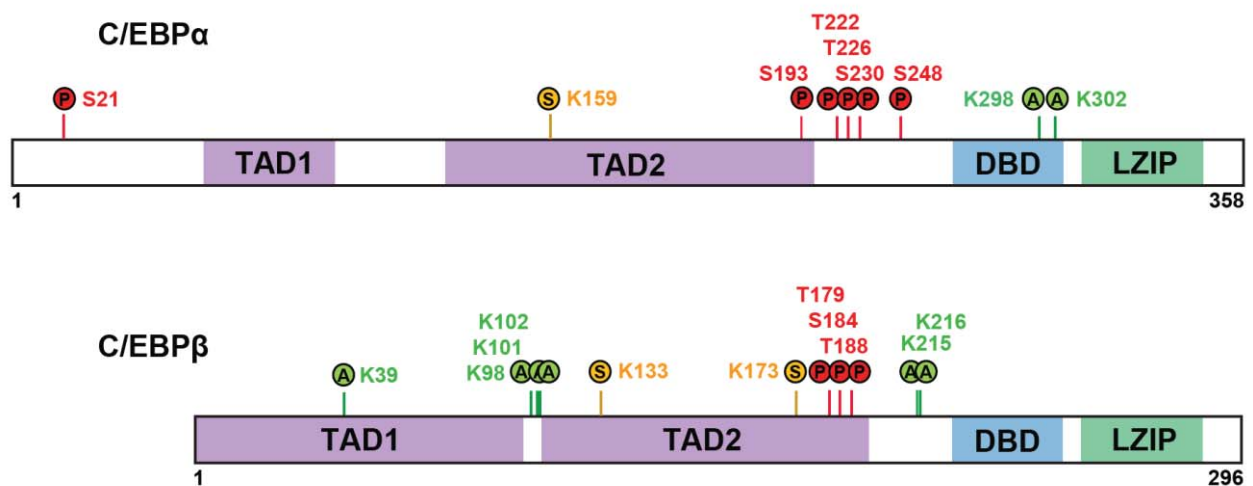 C/EBPα
T222
T226
S193 S230 S248
P S21
S K159
P P P P P
K298 A A K302
TAD1 TAD2 DBD LZIP
1 358
C/EBPβ
T179
K102 S184 K216
K101 T188 K215
A K39
K98 A A A
S K133
K173 S P P P
A A
TAD1 TAD2 DBD LZIP
1 296